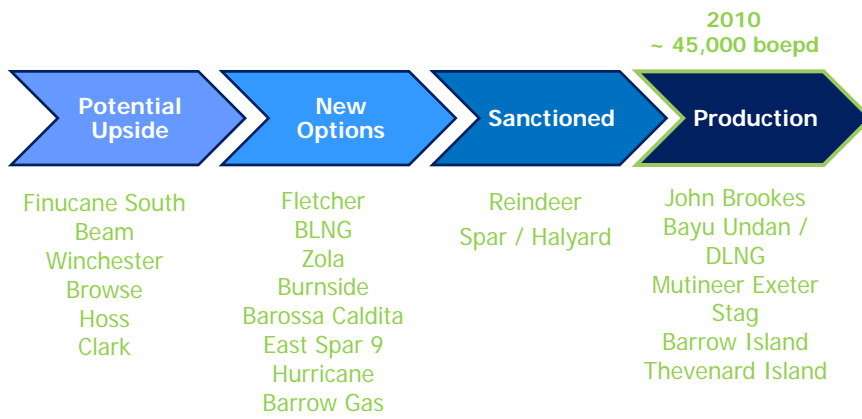 2010
~ 45,000 boepd
Potential
Upside
New
Options
Sanctioned
Production
Finucane South
Beam
Winchester
Browse
Hoss
Clark
Fletcher
BLNG
Zola
Burnside
Barossa Caldita
East Spar 9
Hurricane
Barrow Gas
Reindeer
Spar / Halyard
John Brookes
Bayu Undan /
DLNG
Mutineer Exeter
Stag
Barrow Island
Thevenard Island